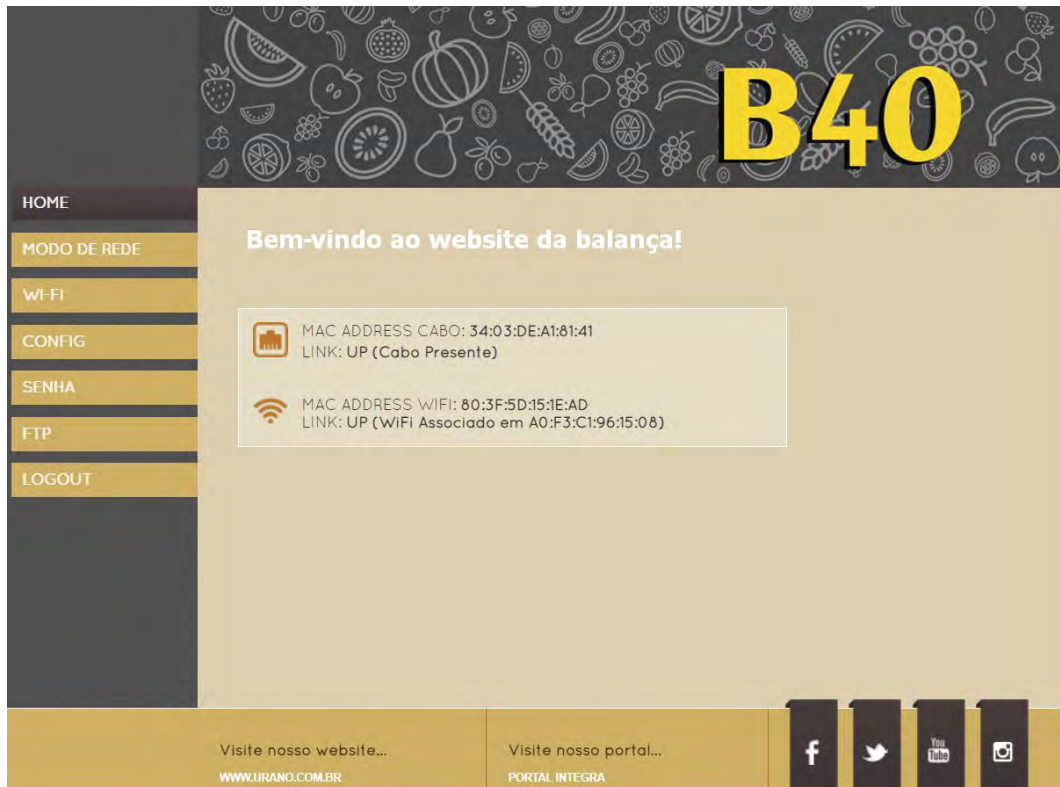 B40
HOME
MODO DE REDE
WI-FI
CONFIG
SENHA
FTP
LOGOUT
Bem-vindo ao website da balança!
MAC ADDRESS CABO: 34:03:DE:A1:81:41
LINK: UP (Cabo Presente)
MAC ADDRESS WIFI: 80:3F:5D:15:1E:AD
LINK: UP (WiFi Associado em A0:F3:C1:96:15:08)
Visite nosso website...
WWW.URANO.COM.BR
Visite nosso portal...
PORTAL INTEGRA
f
You
Tube